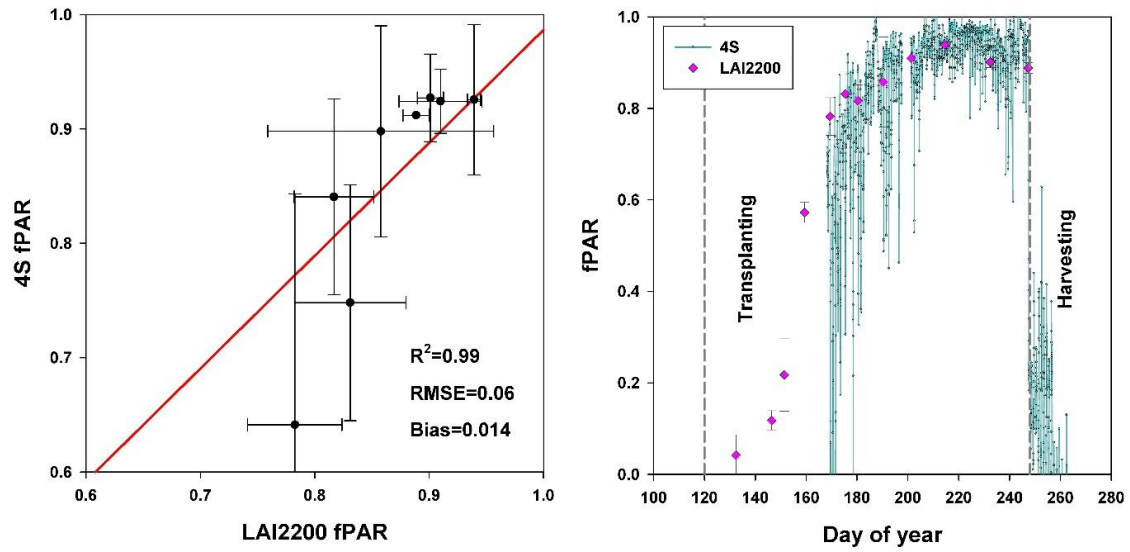 1.0
0.9
0.8
0.7
0.6
4S fPAR
R²=0.99
RMSE=0.06
Bias=0.014
0.6 0.7 0.8 0.9 1.0
LAI2200 fPAR
1.0
0.8
0.6
0.4
0.2
0.0
fPAR
4S
LAI2200
Transplanting
Harvesting
100 120 140 160 180 200 220 240 260 280
Day of year